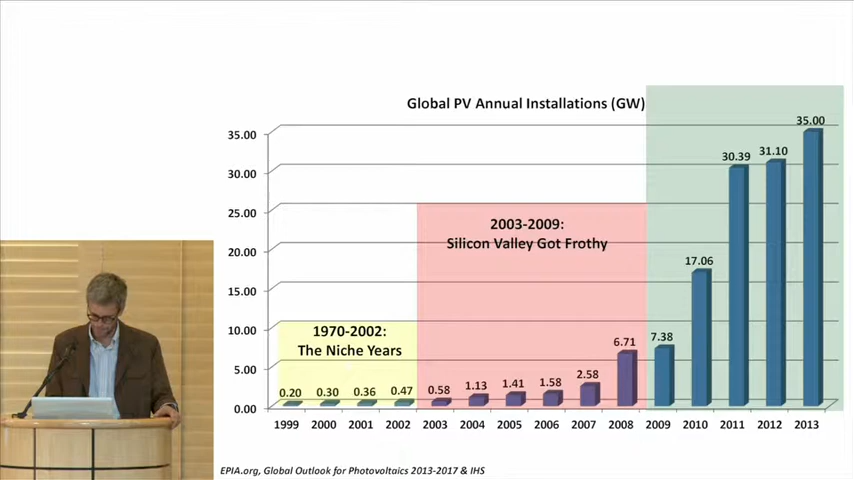 Global PV Annual Installations (GW)
35.00
30.00
25.00
20.00
15.00
10.00
5.00
0.00
1970-2002:
The Niche Years
2003-2009:
Silicon Valley Got Frothy
0.20 0.30 0.36 0.47 0.58 1.13 1.41 1.58 2.58 6.71 7.38 17.06 30.39 31.10 35.00
1999 2000 2001 2002 2003 2004 2005 2006 2007 2008 2009 2010 2011 2012 2013
EPIA.org, Global Outlook for Photovoltaics 2013-2017 & IHS